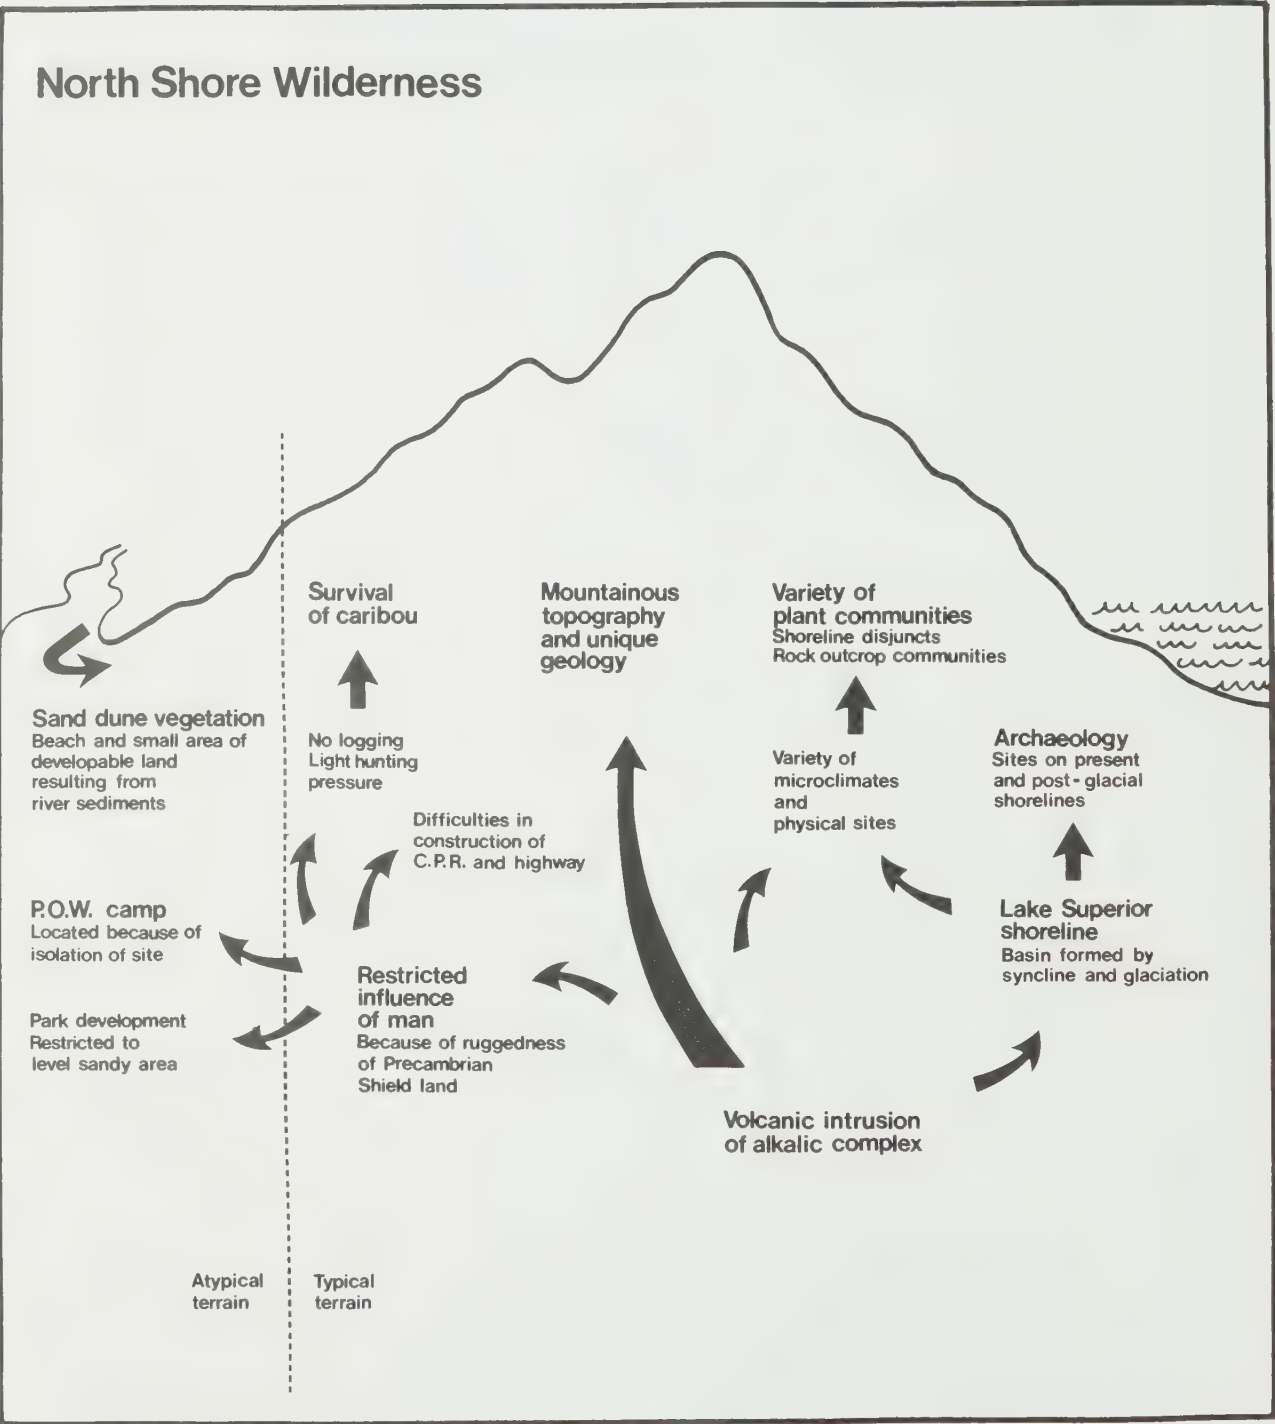 North Shore Wilderness
Survival
of caribou
Mountainous
topography
and unique
geology
Variety of
plant communities
Shoreline disjuncts
Rock outcrop communities
Sand dune vegetation
Beach and small area of
developable land
resulting from
river sediments
No logging
Light hunting
pressure
Variety of
microclimates
and
physical sites
Archaeology
Sites on present
and post-glacial
shorelines
Difficulties in
construction of
C.P.R. and highway
P.O.W. camp
Located because of
isolation of site
Lake Superior
shoreline
Basin formed by
syncline and glaciation
Restricted
influence
of man
Because of ruggedness
of Precambrian
Shield land
Park development
Restricted to
level sandy area
Volcanic intrusion
of alkalic complex
Atypical
terrain
Typical
terrain